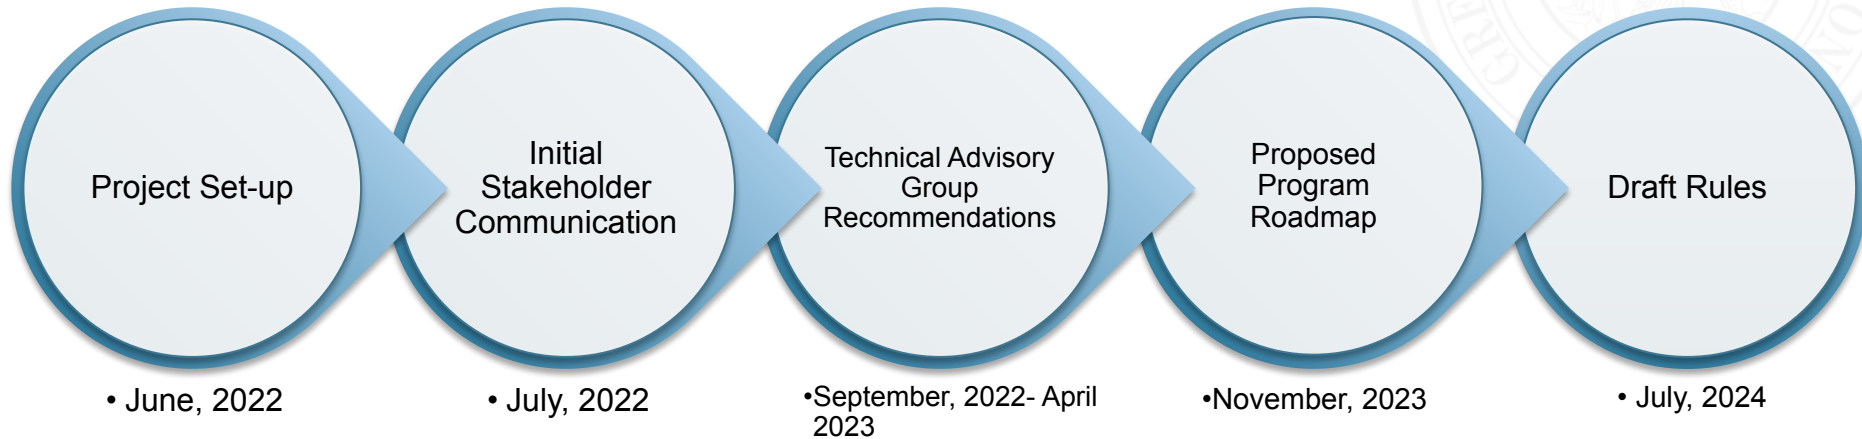 Project Set-up
Initial
Stakeholder
Communication
Technical Advisory
Group
Recommendations
Proposed
Program
Roadmap
Draft Rules
• June, 2022
• July, 2022
•September, 2022- April
2023
•November, 2023
• July, 2024